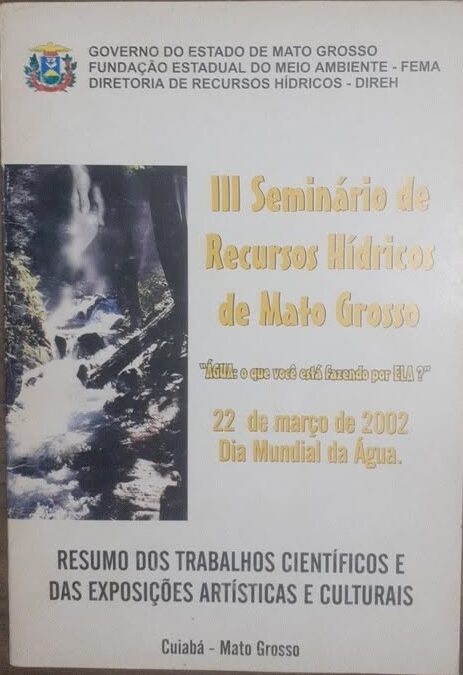 GOVERNO DO ESTADO DE MATO GROSSO
FUNDAÇÃO ESTADUAL DO MEIO AMBIENTE - FEMA
DIRETORIA DE RECURSOS HÍDRICOS - DIREH
III Seminário de
Recursos Hídricos
de Mato Grosso
"ÁGUA: o que você está fazendo por ELA ?"
22 de março de 2002
Dia Mundial da Água.
RESUMO DOS TRABALHOS CIENTÍFICOS E
DAS EXPOSIÇÕES ARTÍSTICAS E CULTURAIS
Cuiabá - Mato Grosso